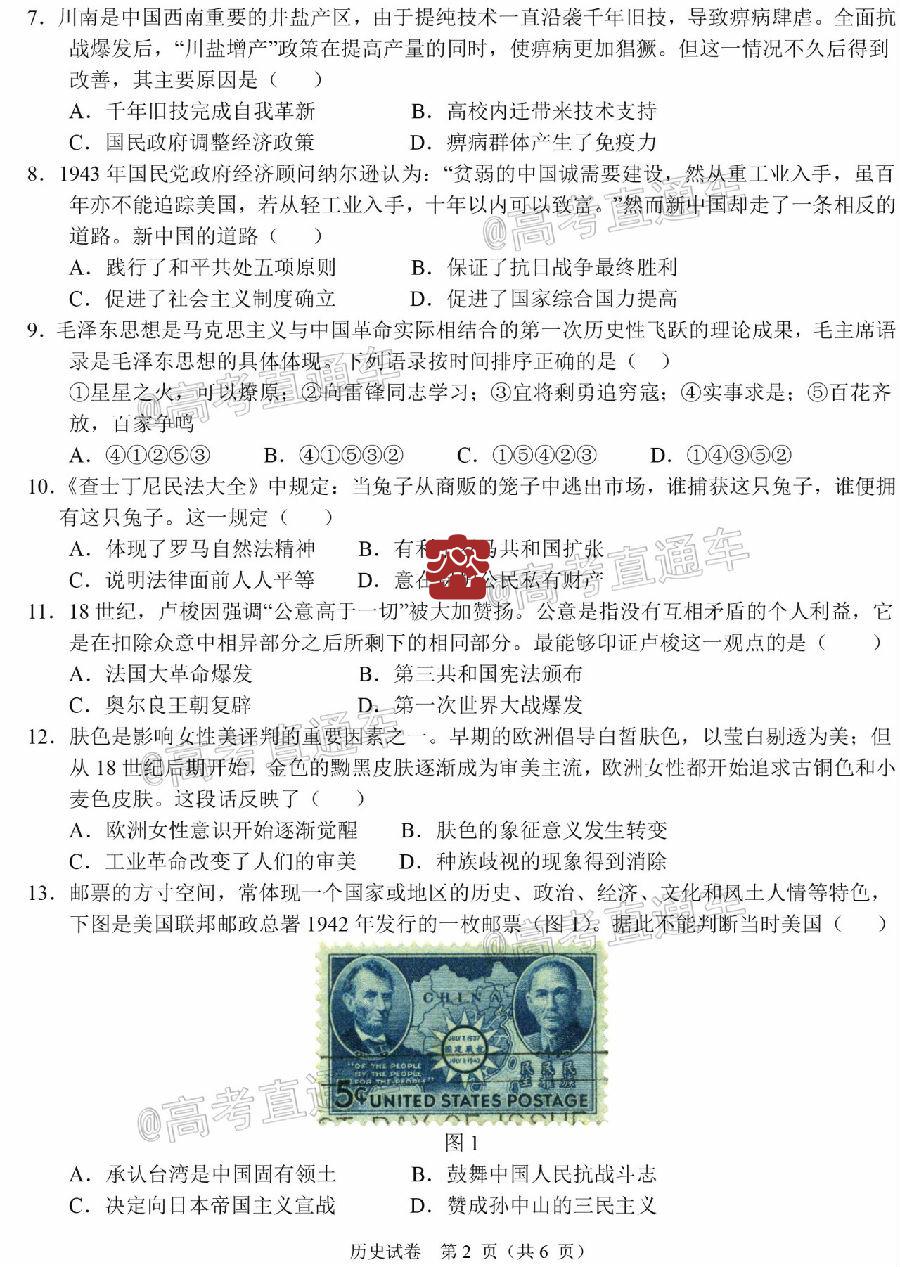 7．川南是中国西南重要的井盐产区，由于提纯技术一直沿袭千年旧技，导致痹病肆虐。全面抗
战爆发后，“川盐增产”政策在提高产量的同时，使痹病更加猖獗。但这一情况不久后得到
改善，其主要原因是（　　）
A．千年旧技完成自我革新　　B．高校内迁带来技术支持
C．国民政府调整经济政策　　D．痹病群体产生了免疫力
8．1943 年国民党政府经济顾问纳尔逊认为：“贫弱的中国诚需要建设，然从重工业入手，虽百
年亦不能追踪美国，若从轻工业入手，十年以内可以致富。”然而新中国却走了一条相反的
道路。新中国的道路（　　）
A．践行了和平共处五项原则　　B．保证了抗日战争最终胜利
C．促进了社会主义制度确立　　D．促进了国家综合国力提高
9．毛泽东思想是马克思主义与中国革命实际相结合的第一次历史性飞跃的理论成果，毛主席语
录是毛泽东思想的具体体现。下列语录按时间排序正确的是（　　）
①星星之火，可以燎原；②向雷锋同志学习；③宜将剩勇追穷寇；④实事求是；⑤百花齐
放，百家争鸣
A．④①②⑤③　　B．④①⑤③②　　C．①⑤④②③　　D．①④③⑤②
10．《查士丁尼民法大全》中规定：当兔子从商贩的笼子中逃出市场，谁捕获这只兔子，谁便拥
有这只兔子。这一规定（　　）
A．体现了罗马自然法精神　　B．有利 马共和国扩张
C．说明法律面前人人平等　　D．意在 公民私有财产
11．18 世纪，卢梭因强调“公意高于一切”被大加赞扬。公意是指没有互相矛盾的个人利益，它
是在扣除众意中相异部分之后所剩下的相同部分。最能够印证卢梭这一观点的是（　　）
A．法国大革命爆发　　B．第三共和国宪法颁布
C．奥尔良王朝复辟　　D．第一次世界大战爆发
12．肤色是影响女性美评判的重要因素之一。早期的欧洲倡导白皙肤色，以莹白剔透为美；但
从 18 世纪后期开始，金色的黝黑皮肤逐渐成为审美主流，欧洲女性都开始追求古铜色和小
麦色皮肤。这段话反映了（　　）
A．欧洲女性意识开始逐渐觉醒　　B．肤色的象征意义发生转变
C．工业革命改变了人们的审美　　D．种族歧视的现象得到消除
13．邮票的方寸空间，常体现一个国家或地区的历史、政治、经济、文化和风土人情等特色，
下图是美国联邦邮政总署 1942 年发行的一枚邮票（图 1）。据此不能判断当时美国（　　）
CHINA
JULY 7, 1937
JULY 7, 1942
"OF THE PEOPLE
BY THE PEOPLE
FOR THE PEOPLE"
5¢ UNITED STATES POSTAGE
图 1
A．承认台湾是中国固有领土　　B．鼓舞中国人民抗战斗志
C．决定向日本帝国主义宣战　　D．赞成孙中山的三民主义
历史试卷　第 2 页（共 6 页）
@高考直通车
@高考直通车
@高考直通车
@高考直通车
@高考直通车
@高考直通车